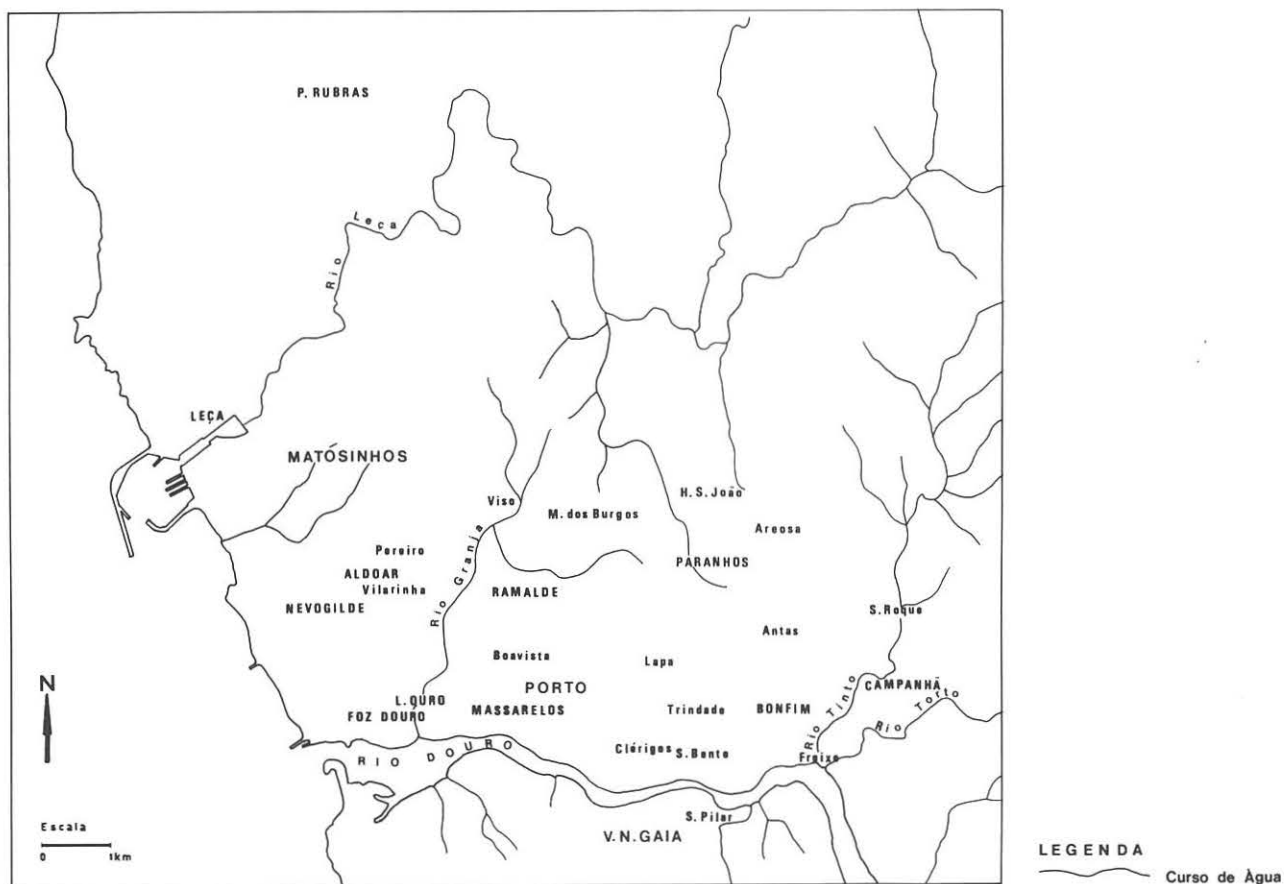 P. RUBRAS
Rio Leça
LEÇA
MATÓSINHOS
Viso
M. dos Burgos
H.S.João
Areosa
Pereiro
PARANHOS
ALDOAR
Vilarinha
RAMALDE
NEVOGILDE
Rio Granja
S.Roque
Antas
Boavista
Lapa
PORTO
CAMPANHÃ
L.OURO
MASSARELOS
Trindade
BONFIM
FOZ DOURO
Rio Tinto
Rio Torto
Clérigos
S.Bento
Freixo
RIO DOURO
S. Pilar
V.N.GAIA
N
Escala
0 1km
LEGENDA
Curso de Àgua